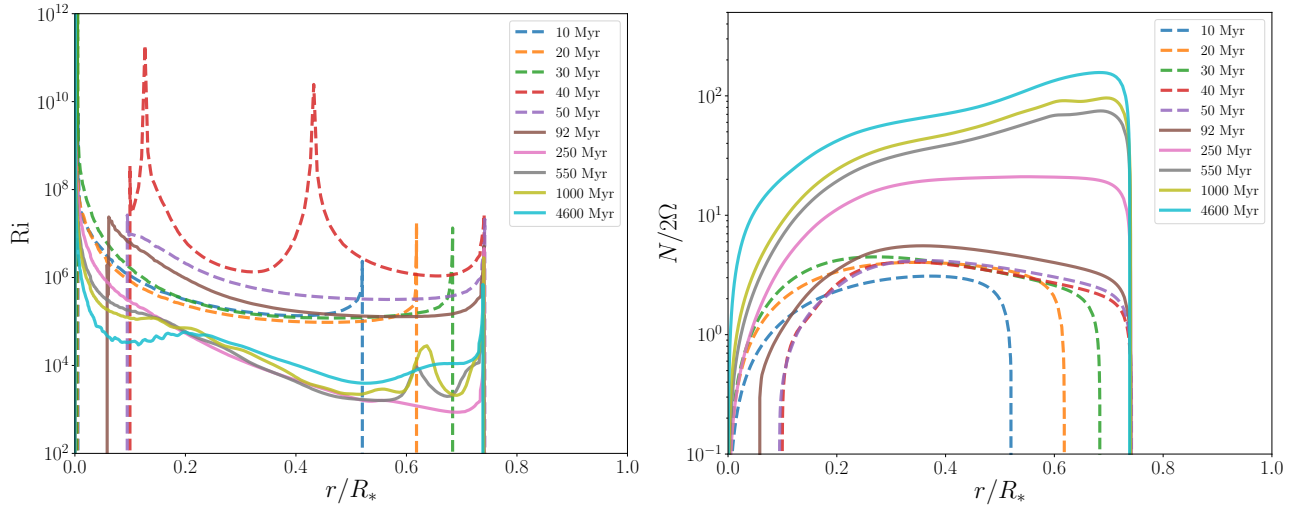 Ri
10^12
10^10
10^8
10^6
10^4
10^2
0.0 0.2 0.4 0.6 0.8 1.0
r/R_*
10 Myr
20 Myr
30 Myr
40 Myr
50 Myr
92 Myr
250 Myr
550 Myr
1000 Myr
4600 Myr
N/2Ω
10^2
10^1
10^0
10^−1
0.0 0.2 0.4 0.6 0.8 1.0
r/R_*
10 Myr
20 Myr
30 Myr
40 Myr
50 Myr
92 Myr
250 Myr
550 Myr
1000 Myr
4600 Myr